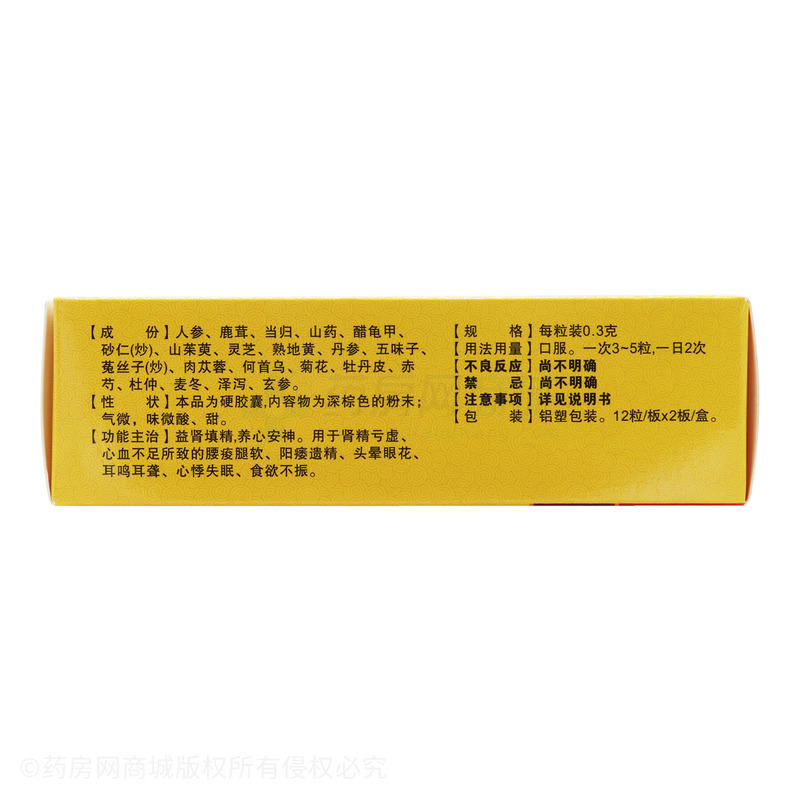 【成　　份】人参、鹿茸、当归、山药、醋龟甲、
砂仁(炒)、山茱萸、灵芝、熟地黄、丹参、五味子、
菟丝子(炒)、肉苁蓉、何首乌、菊花、牡丹皮、赤
芍、杜仲、麦冬、泽泻、玄参。
【性　　状】本品为硬胶囊,内容物为深棕色的粉末;
气微，味微酸、甜。
【功能主治】益肾填精,养心安神。用于肾精亏虚、
心血不足所致的腰痠腿软、阳痿遗精、头晕眼花、
耳鸣耳聋、心悸失眠、食欲不振。
【规　　格】每粒装0.3克
【用法用量】口服。一次3~5粒,一日2次
【不良反应】尚不明确
【禁　　忌】尚不明确
【注意事项】详见说明书
【包　　装】铝塑包装。12粒/板x2板/盒。
药房网
©药房网商城版权所有侵权必究